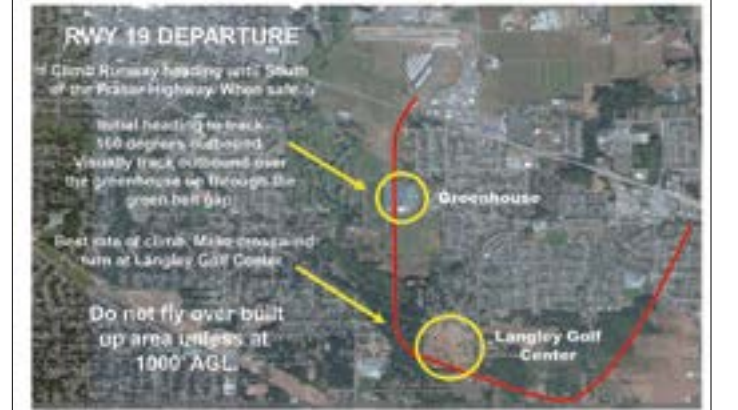 RWY 19 DEPARTURE
Climb Runway heading until South
of the Fraser Highway. When safe
Initial heading to track
160 degrees outbound
Visually track outbound over
the greenhouse up through the
green belt gap
Greenhouse
Best rate of climb. Make crosswind
turn at Langley Golf Center
Do not fly over built
up area unless at
1000' AGL.
Langley Golf
Center